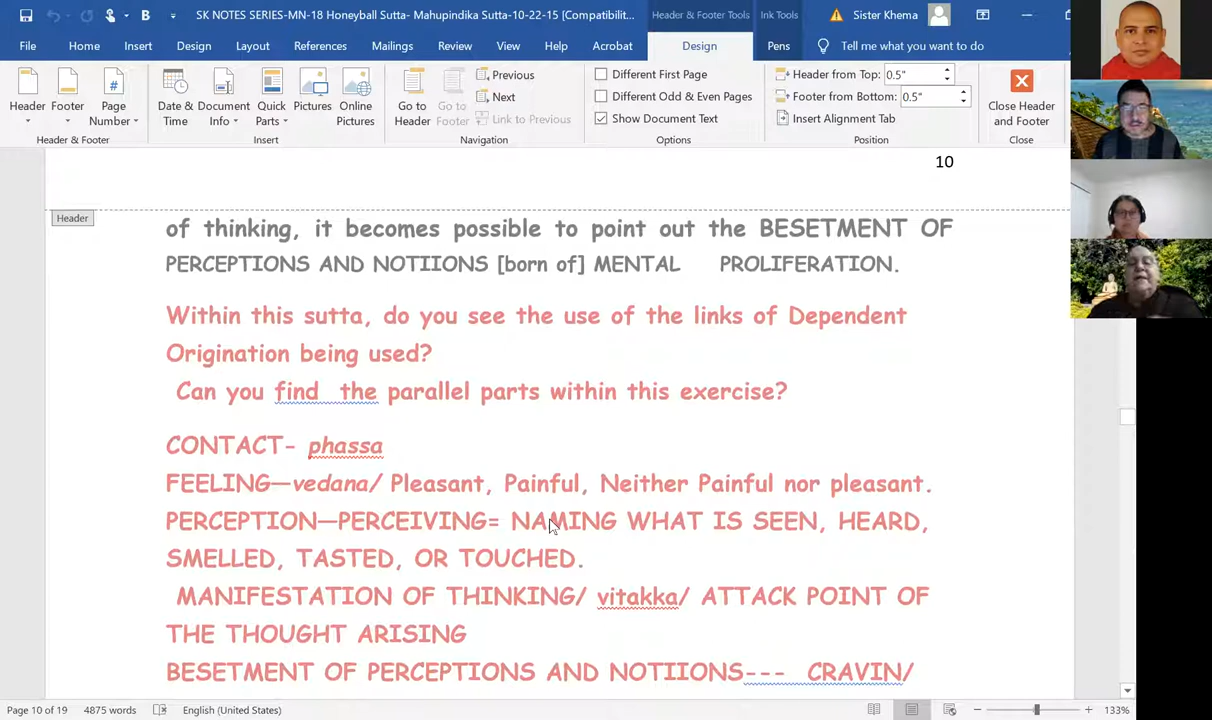 SK NOTES SERIES-MN-18 Honeyball Sutta- Mahupindika Sutta-10-22-15 [Compatibilit...
Header & Footer Tools
Ink Tools
Sister Khema
File
Home
Insert
Design
Layout
References
Mailings
Review
View
Help
Acrobat
Design
Pens
Tell me what you want to do
Header
Footer
Page
Number
Header & Footer
Date &
Time
Document
Info
Quick
Parts
Pictures
Online
Pictures
Insert
Go to
Header
Go to
Footer
Previous
Next
Link to Previous
Navigation
Different First Page
Different Odd & Even Pages
Show Document Text
Options
Header from Top: 0.5"
Footer from Bottom: 0.5"
Insert Alignment Tab
Position
Close Header
and Footer
Close
10
Header
of thinking, it becomes possible to point out the BESETMENT OF
PERCEPTIONS AND NOTIIONS [born of] MENTAL PROLIFERATION.
Within this sutta, do you see the use of the links of Dependent
Origination being used?
Can you find the parallel parts within this exercise?
CONTACT- phassa
FEELING—vedana/ Pleasant, Painful, Neither Painful nor pleasant.
PERCEPTION—PERCEIVING= NAMING WHAT IS SEEN, HEARD,
SMELLED, TASTED, OR TOUCHED.
MANIFESTATION OF THINKING/ vitakka/ ATTACK POINT OF
THE THOUGHT ARISING
BESETMENT OF PERCEPTIONS AND NOTIIONS--- CRAVIN/
Page 10 of 19
4875 words
English (United States)
133%